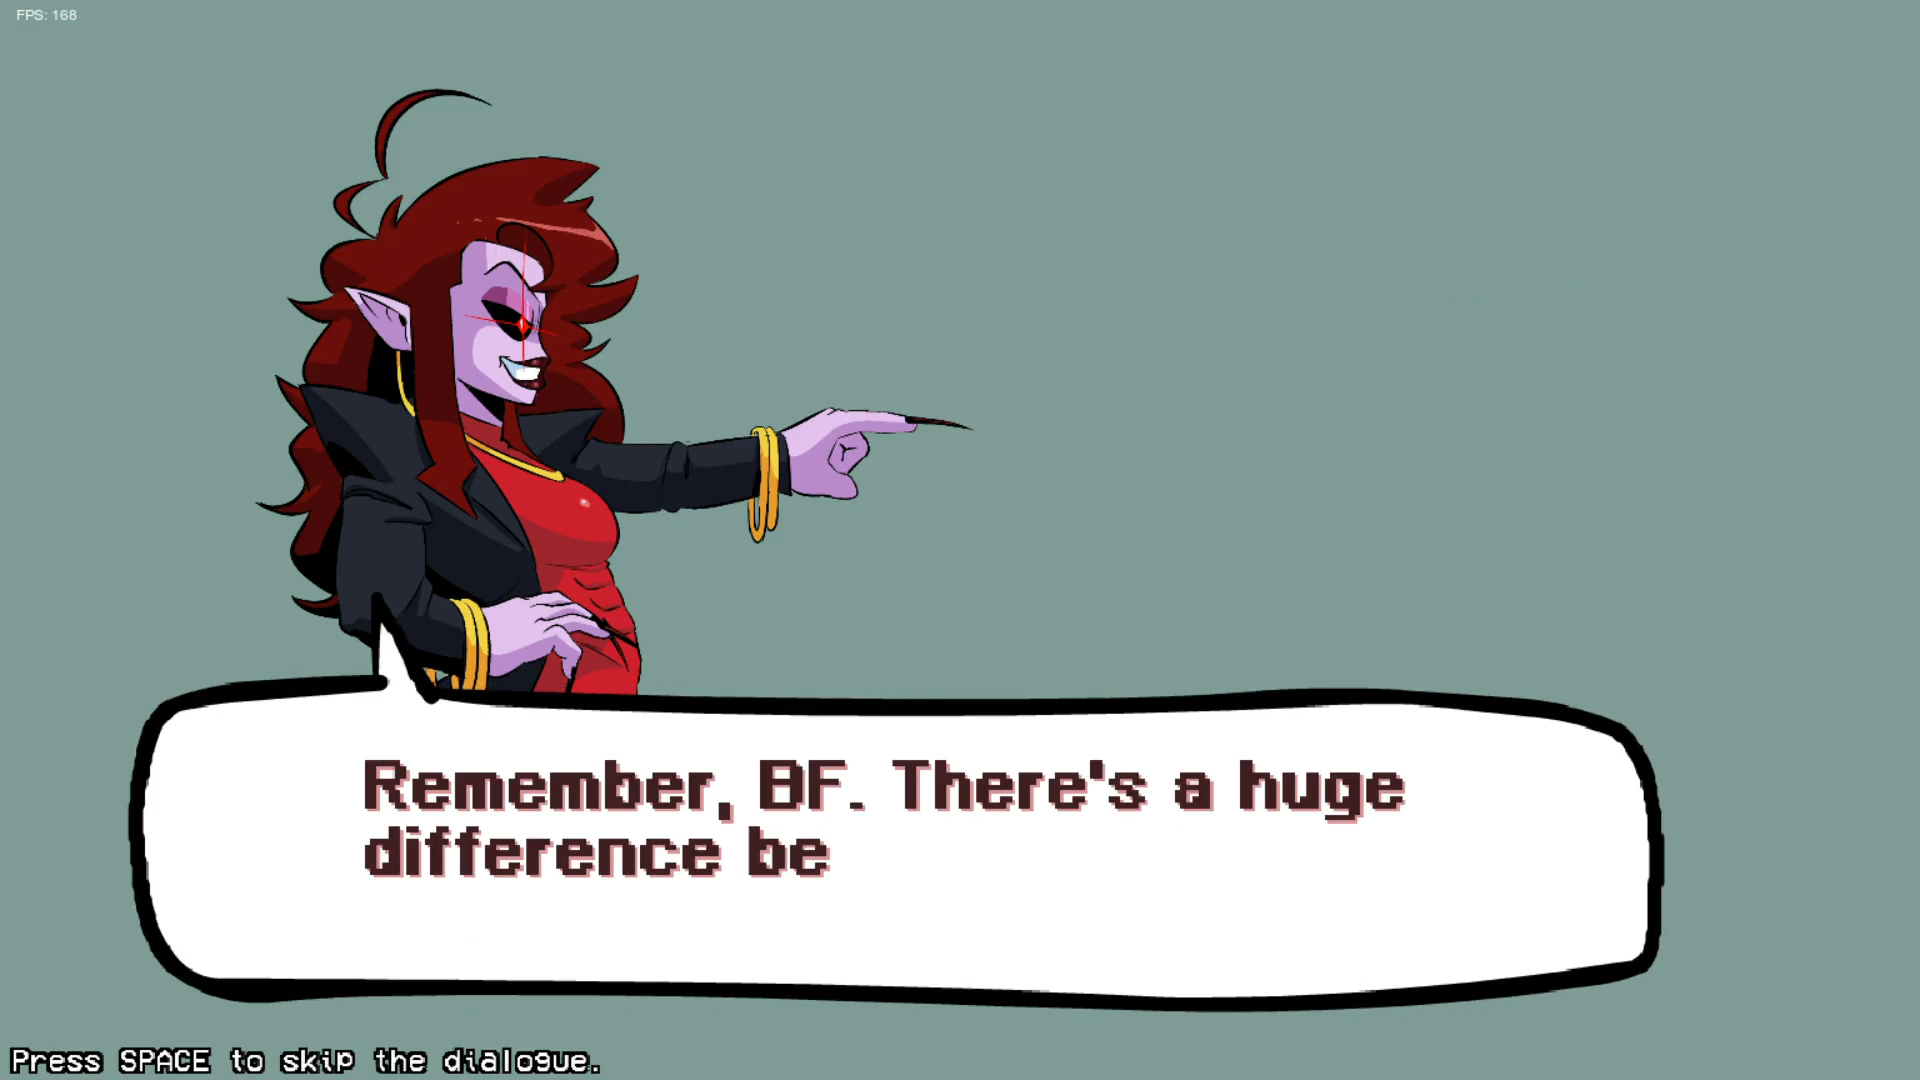 FPS: 168
Remember, BF. There's a huge
difference be
Press SPACE to skip the dialogue.